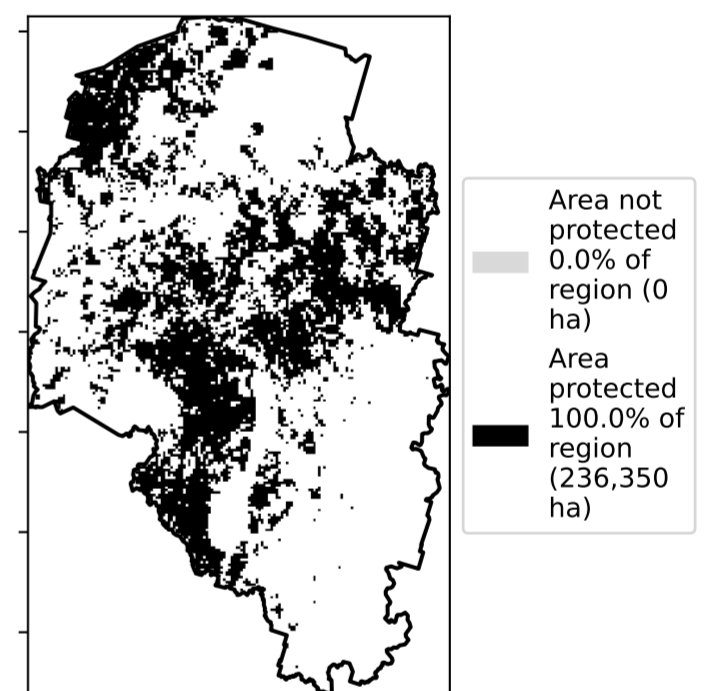 Area not
protected
0.0% of
region (0
ha)
Area
protected
100.0% of
region
(236,350
ha)